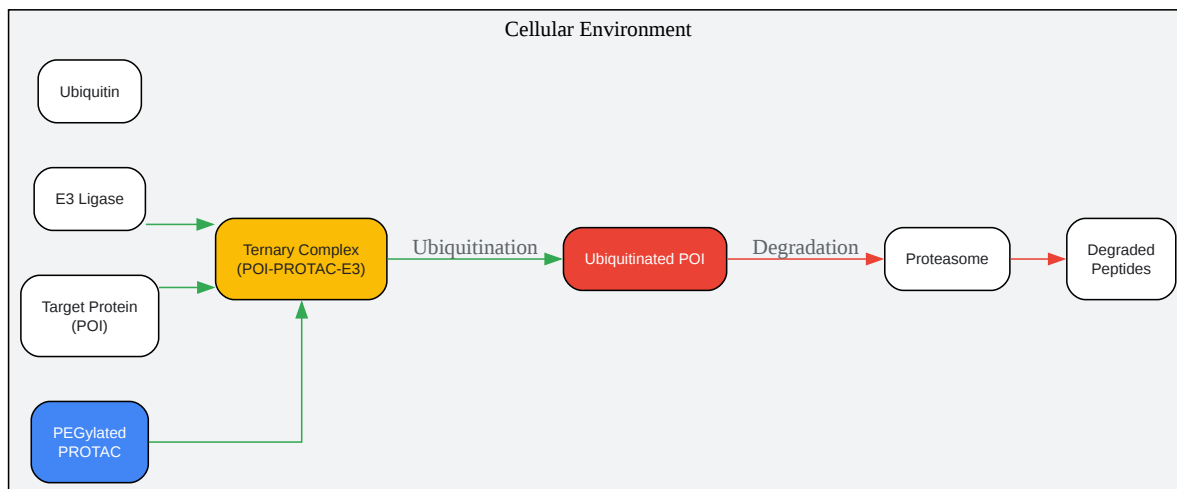 Cellular Environment
Ubiquitin
E3 Ligase
Target Protein
(POI)
PEGylated
PROTAC
Ternary Complex
(POI-PROTAC-E3)
Ubiquitination
Ubiquitinated POI
Degradation
Proteasome
Degraded
Peptides